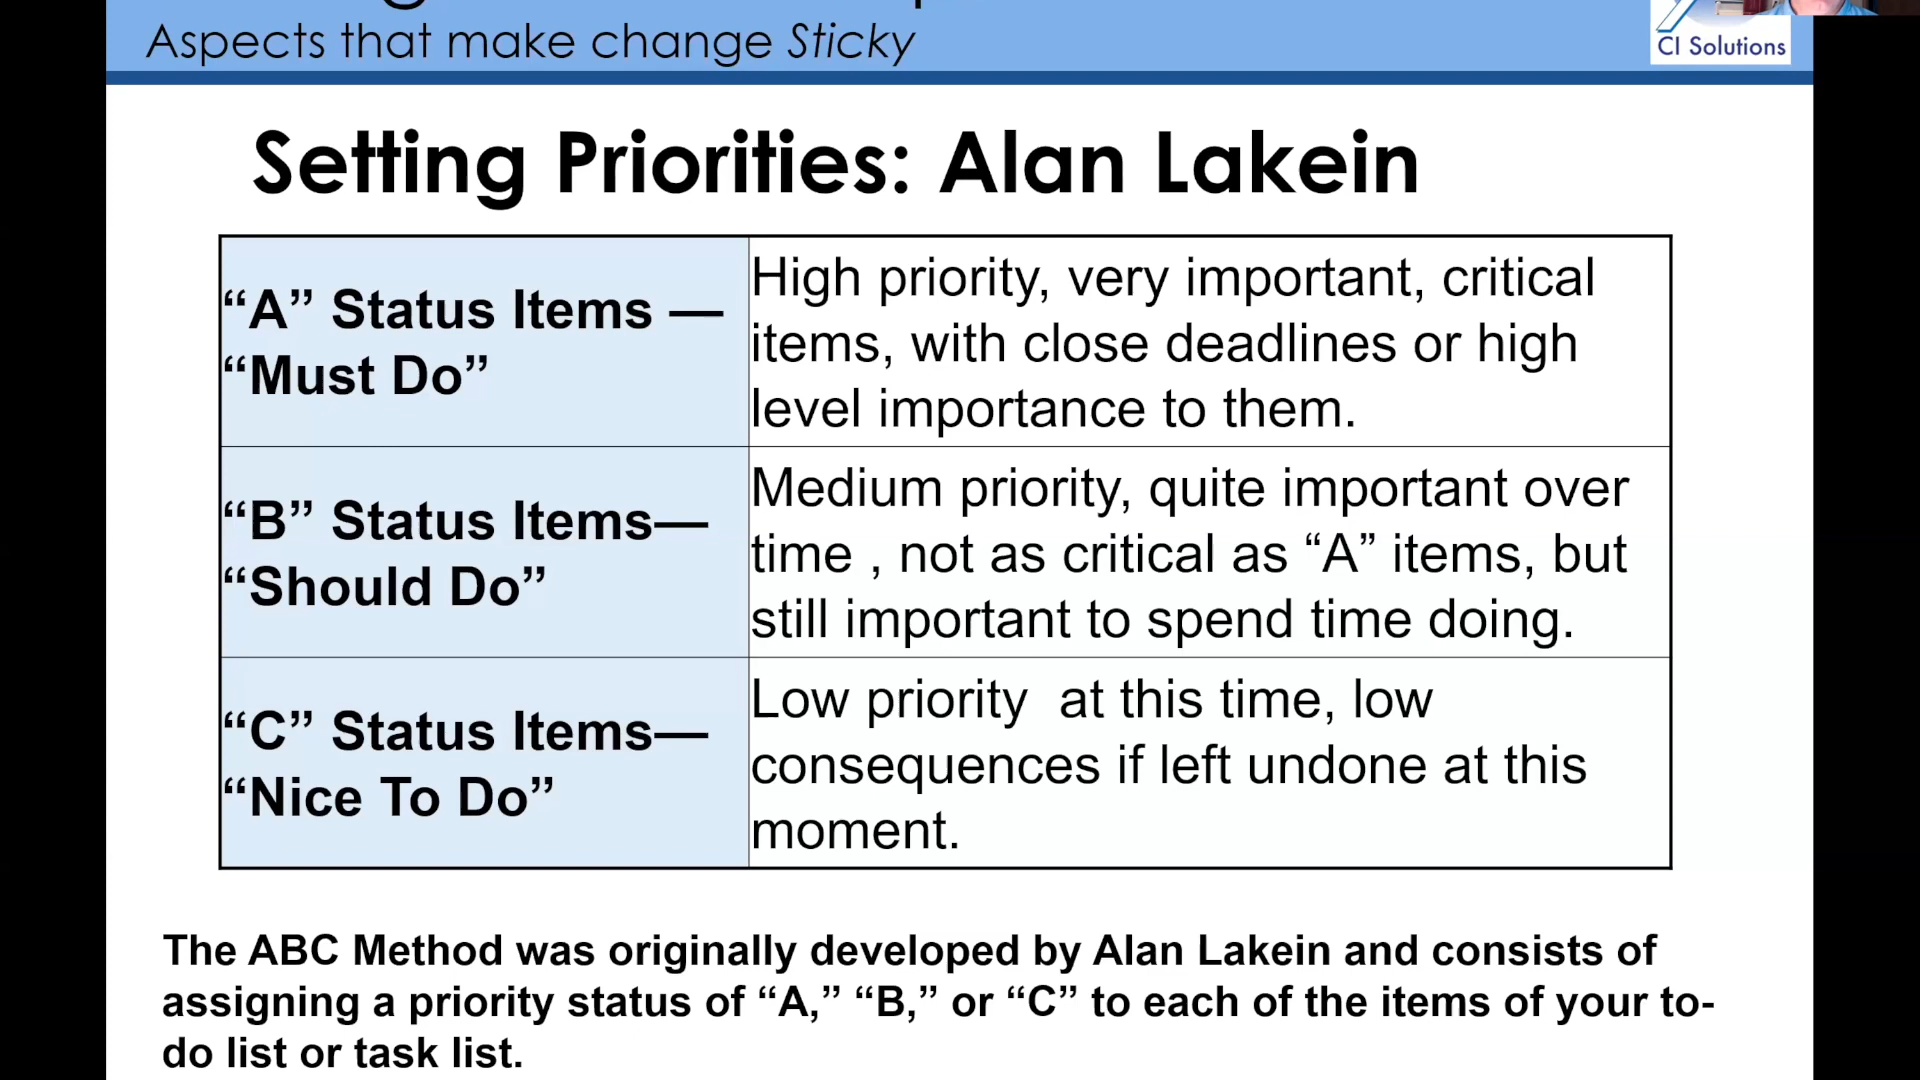 Aspects that make change Sticky
CI Solutions
Setting Priorities: Alan Lakein
“A” Status Items —
“Must Do”
High priority, very important, critical
items, with close deadlines or high
level importance to them.
“B” Status Items—
“Should Do”
Medium priority, quite important over
time , not as critical as “A” items, but
still important to spend time doing.
“C” Status Items—
“Nice To Do”
Low priority  at this time, low
consequences if left undone at this
moment.
The ABC Method was originally developed by Alan Lakein and consists of
assigning a priority status of “A,” “B,” or “C” to each of the items of your to-
do list or task list.